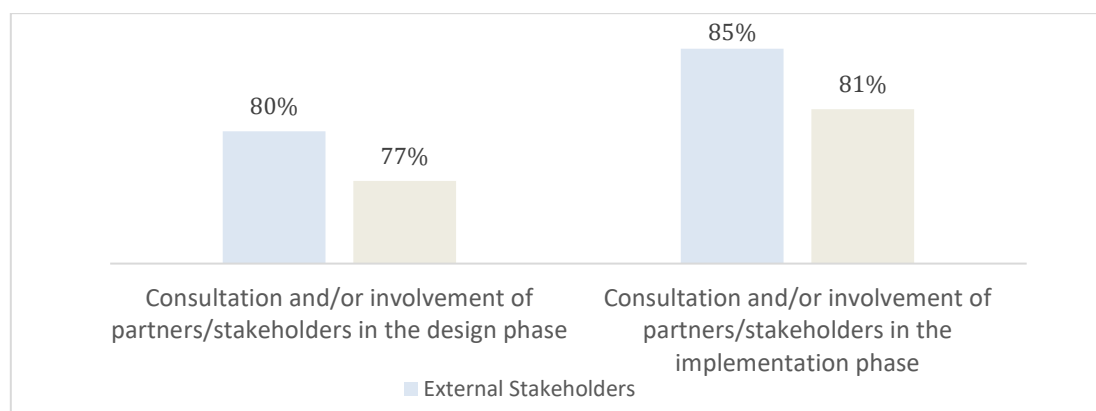 85%
80%
81%
77%
Consultation and/or involvement of
partners/stakeholders in the design phase
Consultation and/or involvement of
partners/stakeholders in the
implementation phase
External Stakeholders